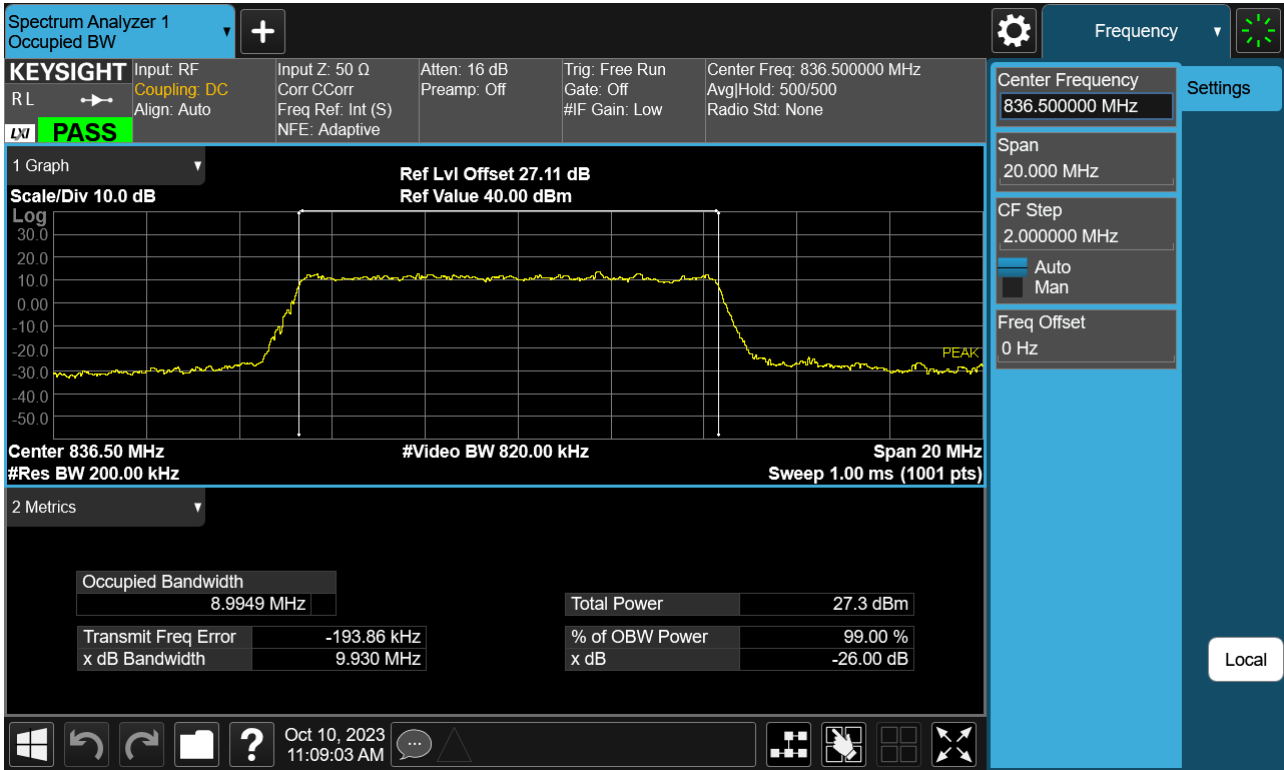 Spectrum Analyzer 1
Occupied BW
+
Frequency
KEYSIGHT
R L
LXI PASS
Input: RF
Coupling: DC
Align: Auto
Input Z: 50 Ω
Corr CCorr
Freq Ref: Int (S)
NFE: Adaptive
Atten: 16 dB
Preamp: Off
Trig: Free Run
Gate: Off
#IF Gain: Low
Center Freq: 836.500000 MHz
Avg|Hold: 500/500
Radio Std: None
Center Frequency
836.500000 MHz
Settings
Span
20.000 MHz
CF Step
2.000000 MHz
Auto
Man
Freq Offset
0 Hz
Local
1 Graph
Scale/Div 10.0 dB
Ref Lvl Offset 27.11 dB
Ref Value 40.00 dBm
Log
30.0
20.0
10.0
0.00
-10.0
-20.0
-30.0
-40.0
-50.0
PEAK
Center 836.50 MHz
#Video BW 820.00 kHz
Span 20 MHz
#Res BW 200.00 kHz
Sweep 1.00 ms (1001 pts)
2 Metrics
Occupied Bandwidth
8.9949 MHz
Total Power 27.3 dBm
Transmit Freq Error -193.86 kHz
% of OBW Power 99.00 %
x dB Bandwidth 9.930 MHz
x dB -26.00 dB
?
Oct 10, 2023
11:09:03 AM